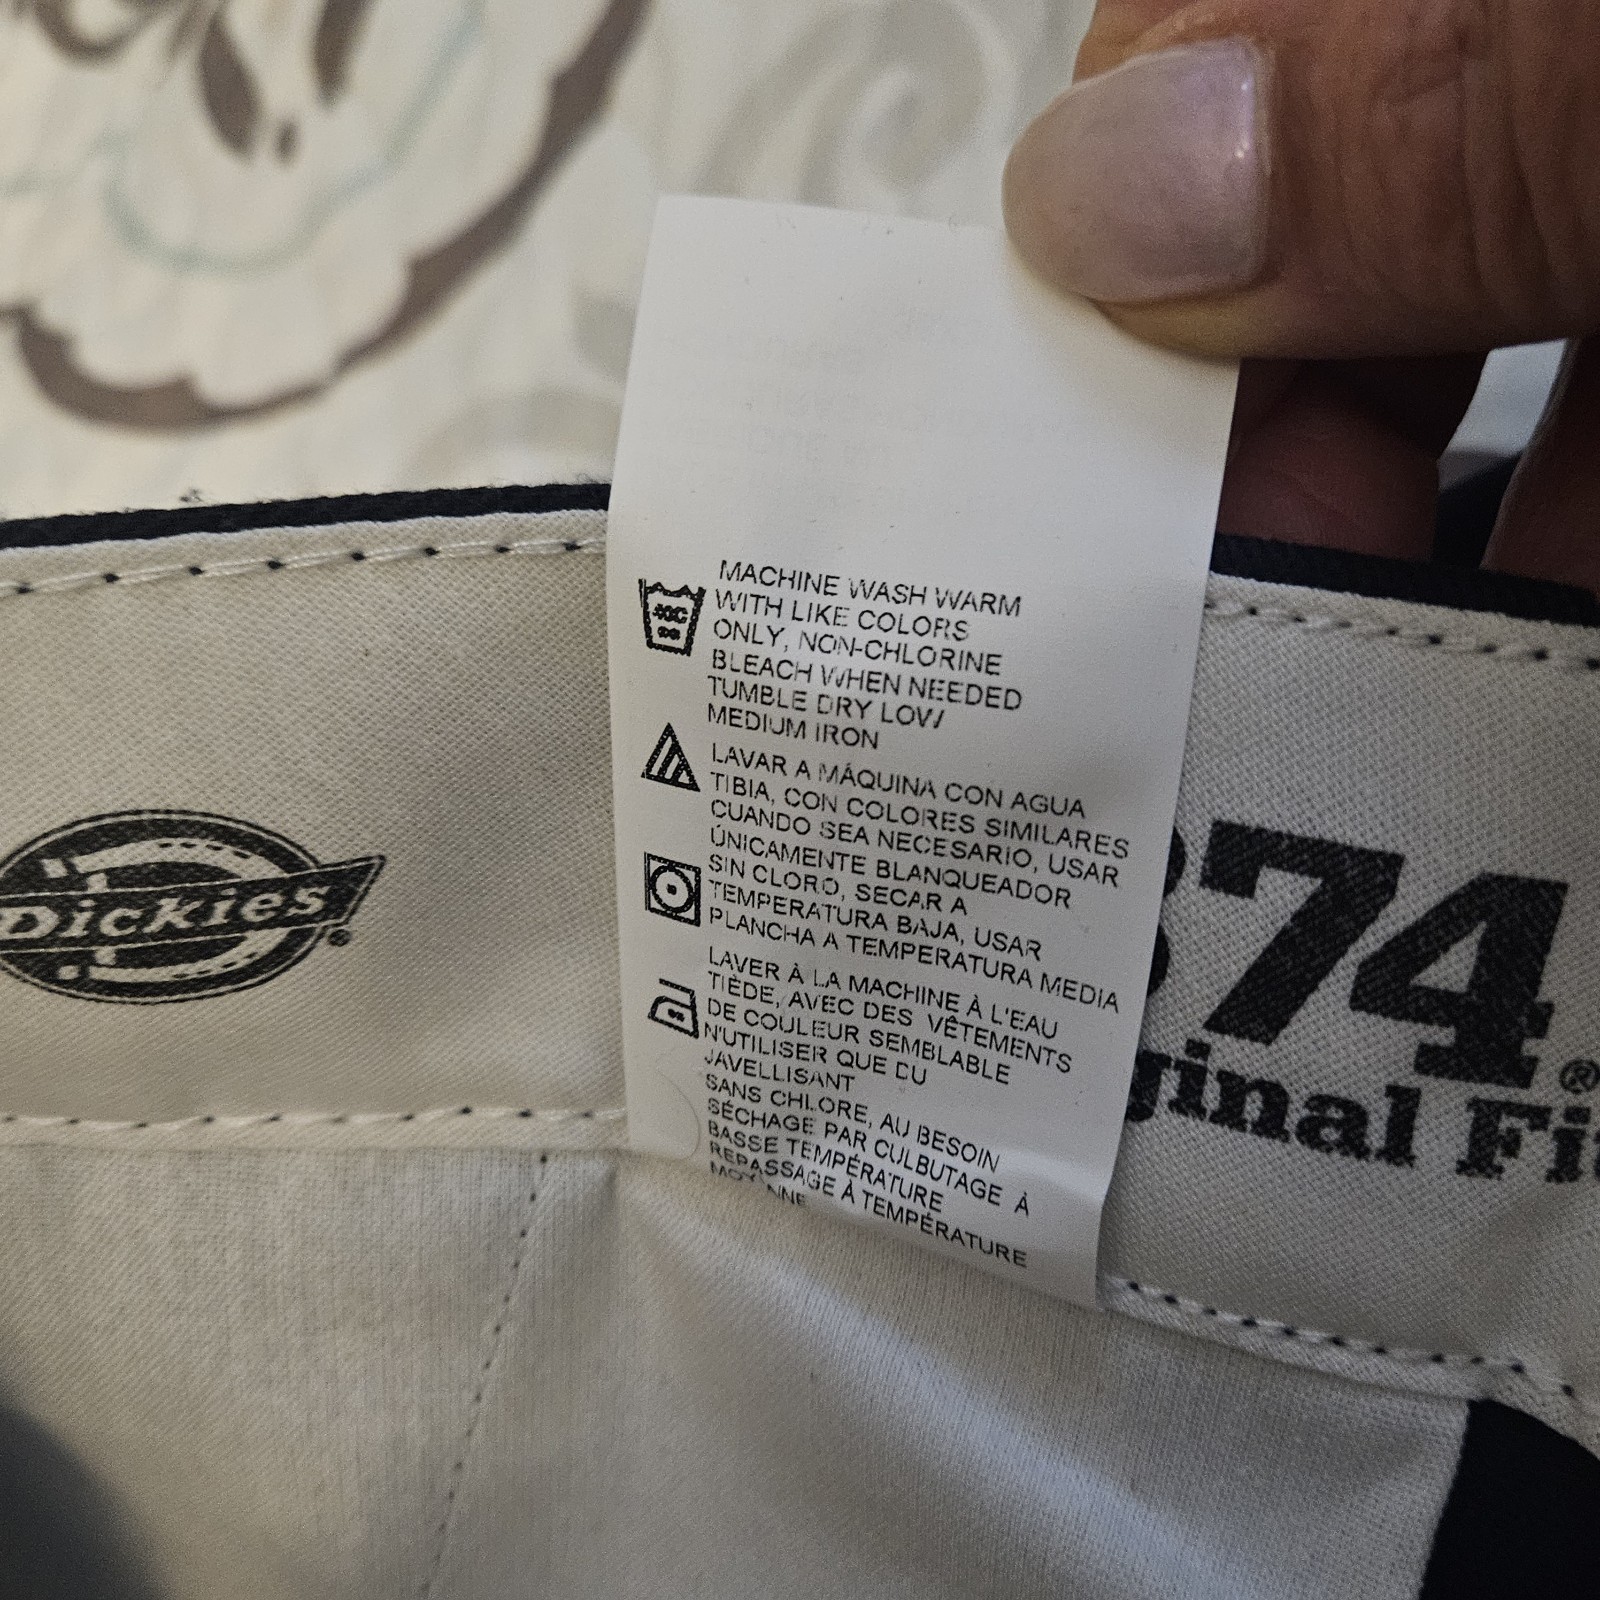 MACHINE WASH WARM
WITH LIKE COLORS
ONLY, NON-CHLORINE
BLEACH WHEN NEEDED
TUMBLE DRY LOW
MEDIUM IRON
40C
LAVAR A MÁQUINA CON AGUA
TIBIA, CON COLORES SIMILARES
CUANDO SEA NECESARIO, USAR
ÚNICAMENTE BLANQUEADOR
SIN CLORO, SECAR A
TEMPERATURA BAJA, USAR
PLANCHA A TEMPERATURA MEDIA
LAVER À LA MACHINE À L'EAU
TIÈDE, AVEC DES VÊTEMENTS
DE COULEUR SEMBLABLE
N'UTILISER QUE DU
JAVELLISANT
SANS CHLORE, AU BESOIN
SÉCHAGE PAR CULBUTAGE À
BASSE TEMPÉRATURE
REPASSAGE À TEMPÉRATURE
Dickies®
874®
ginal Fit